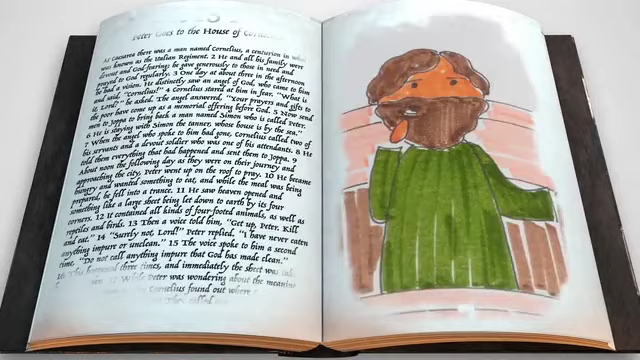 Peter Goes to the House of
At Caesarea there was a man named Cornelius, a centurion in what
was known as the Italian Regiment. 2 He and all his family were
devout and God-fearing; he gave generously to those in need and
prayed to God regularly. 3 One day at about three in the afternoon
he had a vision. He distinctly saw an angel of God, who came to him
and said, "Cornelius!" 4 Cornelius stared at him in fear. "What is
it, Lord?" he asked. The angel answered, "Your prayers and gifts to
the poor have come up as a memorial offering before God. 5 Now send
men to Joppa to bring back a man named Simon who is called Peter.
6 He is staying with Simon the tanner, whose house is by the sea."
7 When the angel who spoke to him had gone, Cornelius called two of
his servants and a devout soldier who was one of his attendants. 8 He
told them everything that had happened and sent them to Joppa. 9
About noon the following day as they were on their journey and
approaching the city, Peter went up on the roof to pray. 10 He became
hungry and wanted something to eat, and while the meal was being
prepared, he fell into a trance. 11 He saw heaven opened and
something like a large sheet being let down to earth by its four
corners. 12 It contained all kinds of four-footed animals, as well as
reptiles and birds. 13 Then a voice told him, "Get up, Peter. Kill
and eat." 14 "Surely not, Lord!" Peter replied. "I have never eaten
anything impure or unclean." 15 The voice spoke to him a second
time, "Do not call anything impure that God has made clean."
16 This happened three times, and immediately the sheet was
17 While Peter was wondering about the meaning
Cornelius found out where
They called